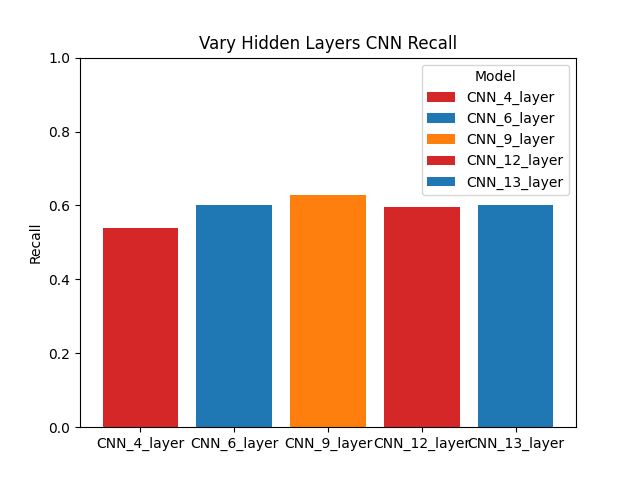 Vary Hidden Layers CNN Recall
Model
CNN_4_layer
CNN_6_layer
CNN_9_layer
CNN_12_layer
CNN_13_layer
Recall
1.0
0.8
0.6
0.4
0.2
0.0
CNN_4_layer CNN_6_layer CNN_9_layer CNN_12_layer CNN_13_layer